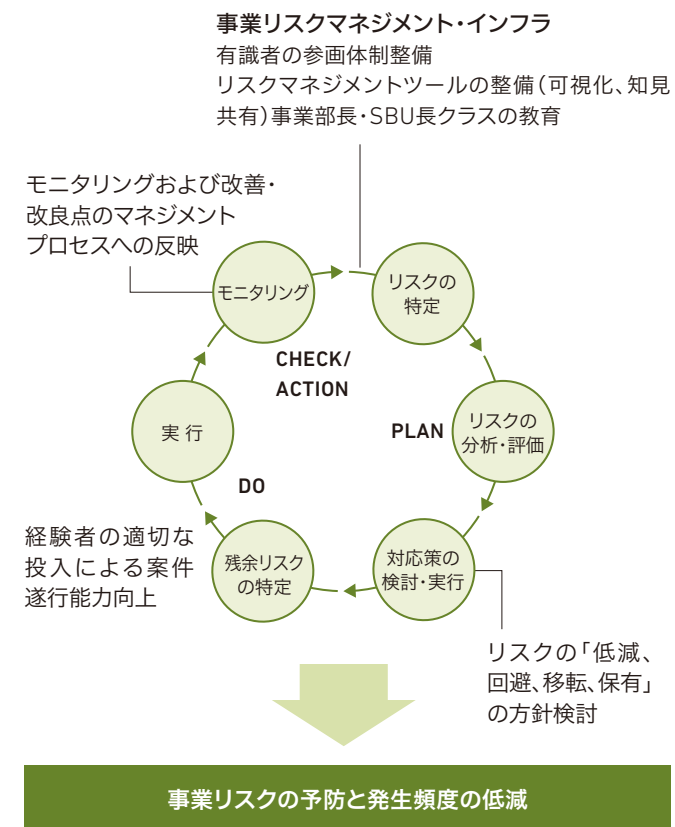 事業リスクマネジメント・インフラ
有識者の参画体制整備
リスクマネジメントツールの整備(可視化、知見
共有)事業部長・SBU長クラスの教育
モニタリングおよび改善・
改良点のマネジメント
プロセスへの反映
モニタリング
リスクの
特定
CHECK/
ACTION
実 行
PLAN
リスクの
分析・評価
DO
経験者の適切な
投入による案件
遂行能力向上
残余リスク
の特定
対応策の
検討・実行
リスクの「低減、
回避、移転、保有」
の方針検討
事業リスクの予防と発生頻度の低減